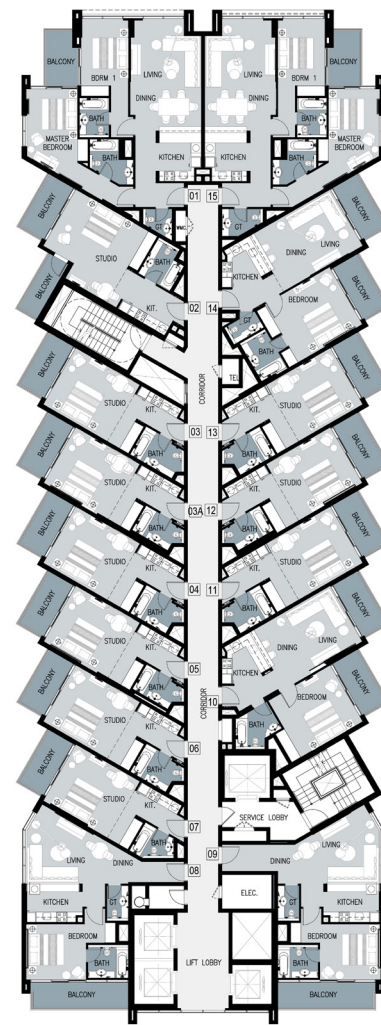 BALCONY
BDRM 1
LIVING
LIVING
BDRM 1
BALCONY
DINING
DINING
BATH
BATH
MASTER BEDROOM
MASTER BEDROOM
BATH
KITCHEN
KITCHEN
BATH
01
15
BALCONY
GT
GT
LIVING
DINING
BALCONY
STUDIO
BATH
KITCHEN
BEDROOM
BALCONY
KIT.
02
14
GT
BALCONY
BATH
CORRIDOR
TEL
BALCONY
STUDIO
KIT.
STUDIO
KIT.
BALCONY
03
13
BATH
BATH
BALCONY
STUDIO
KIT.
STUDIO
KIT.
BALCONY
03A
12
BATH
BATH
BALCONY
STUDIO
KIT.
STUDIO
KIT.
BALCONY
04
11
BATH
BATH
BALCONY
STUDIO
KIT.
LIVING
DINING
BALCONY
05
KITCHEN
BATH
BEDROOM
BALCONY
BALCONY
STUDIO
KIT.
CORRIDOR
10
06
BATH
BATH
BALCONY
STUDIO
KIT.
07
BATH
SERVICE LOBBY
LIVING
DINING
08
09
DINING
LIVING
KITCHEN
GT
ELEC.
GT
KITCHEN
BEDROOM
BEDROOM
BATH
LIFT LOBBY
BATH
BALCONY
BALCONY